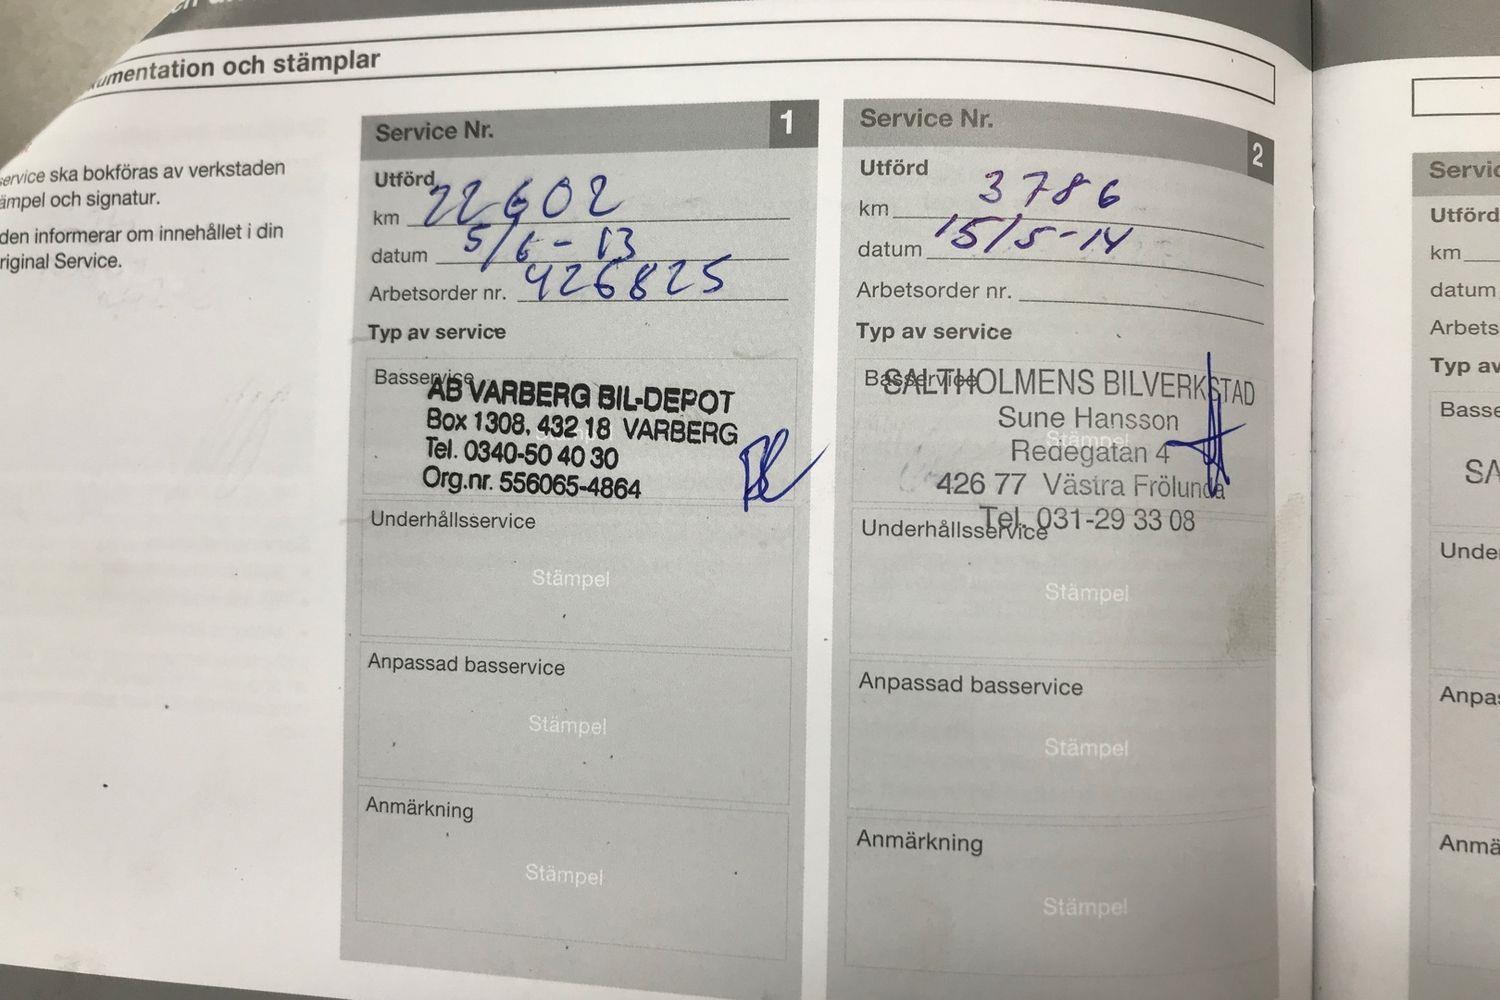 umentation och stämplar
service ska bokföras av verkstaden
ämpel och signatur.
den informerar om innehållet i din
riginal Service.
Service Nr. 1
Utförd
km 22602
datum 5/6-13
Arbetsorder nr. 426825
Typ av service
Basservice
AB VARBERG BIL-DEPOT
Box 1308, 432 18 VARBERG
Tel. 0340-50 40 30
Org.nr. 556065-4864
Underhållsservice
Stämpel
Anpassad basservice
Stämpel
Anmärkning
Stämpel
Service Nr. 2
Utförd
km 3786
datum 15/5-14
Arbetsorder nr.
Typ av service
Basservice
SALTHOLMENS BILVERKSTAD
Sune Hansson
Stämpel
Redegatan 4
426 77 Västra Frölunda
Tel. 031-29 33 08
Underhållsservice
Stämpel
Anpassad basservice
Stämpel
Anmärkning
Stämpel
Servic
Utförd
km
datum
Arbets
Typ av
Basse
SA
Under
Anpas
Anmä